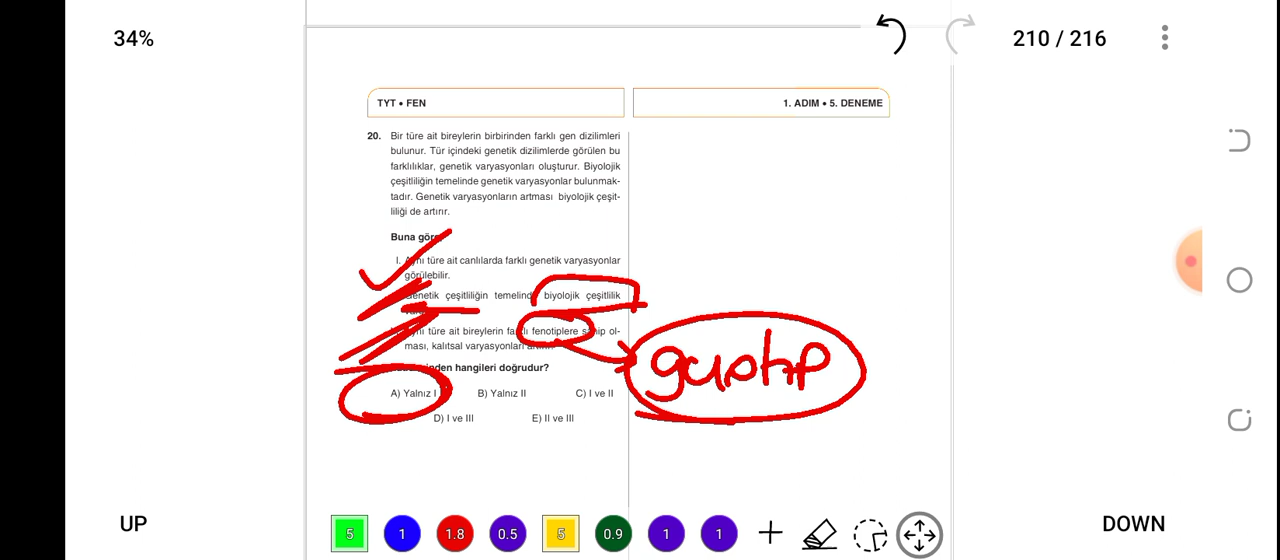 34%
210 / 216
TYT • FEN
1. ADIM • 5. DENEME
20. Bir türe ait bireylerin birbirinden farklı gen dizilimleri
bulunur. Tür içindeki genetik dizilimlerde görülen bu
farklılıklar, genetik varyasyonları oluşturur. Biyolojik
çeşitliliğin temelinde genetik varyasyonlar bulunmak-
tadır. Genetik varyasyonların artması biyolojik çeşit-
liliği de artırır.
Buna göre
I. Aynı türe ait canlılarda farklı genetik varyasyonlar
görülebilir.
Genetik çeşitliliğin temelinde biyolojik çeşitlilik
türe ait bireylerin farklı fenotiplere sahip ol-
ması, kalıtsal varyasyonları artırır.
hangileri doğrudur?
A) Yalnız I
B) Yalnız II
C) I ve II
D) I ve III
E) II ve III
UP
DOWN
5
1
1.8
0.5
5
0.9
1
1